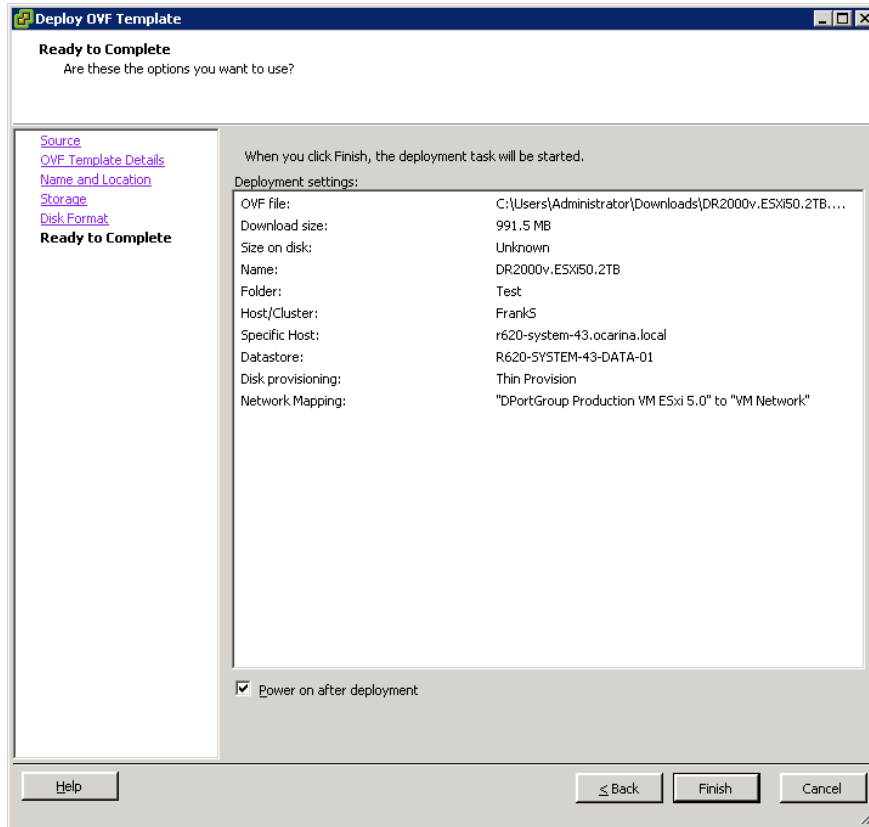 Deploy OVF Template
Ready to Complete
Are these the options you want to use?
Source
OVF Template Details
Name and Location
Storage
Disk Format
Ready to Complete
When you click Finish, the deployment task will be started.
Deployment settings:
OVF file: C:\Users\Administrator\Downloads\DR2000v.ESXi50.2TB....
Download size: 991.5 MB
Size on disk: Unknown
Name: DR2000v.ESXi50.2TB
Folder: Test
Host/Cluster: FrankS
Specific Host: r620-system-43.ocarina.local
Datastore: R620-SYSTEM-43-DATA-01
Disk provisioning: Thin Provision
Network Mapping: "DPortGroup Production VM ESxi 5.0" to "VM Network"
Power on after deployment
Help
< Back
Finish
Cancel